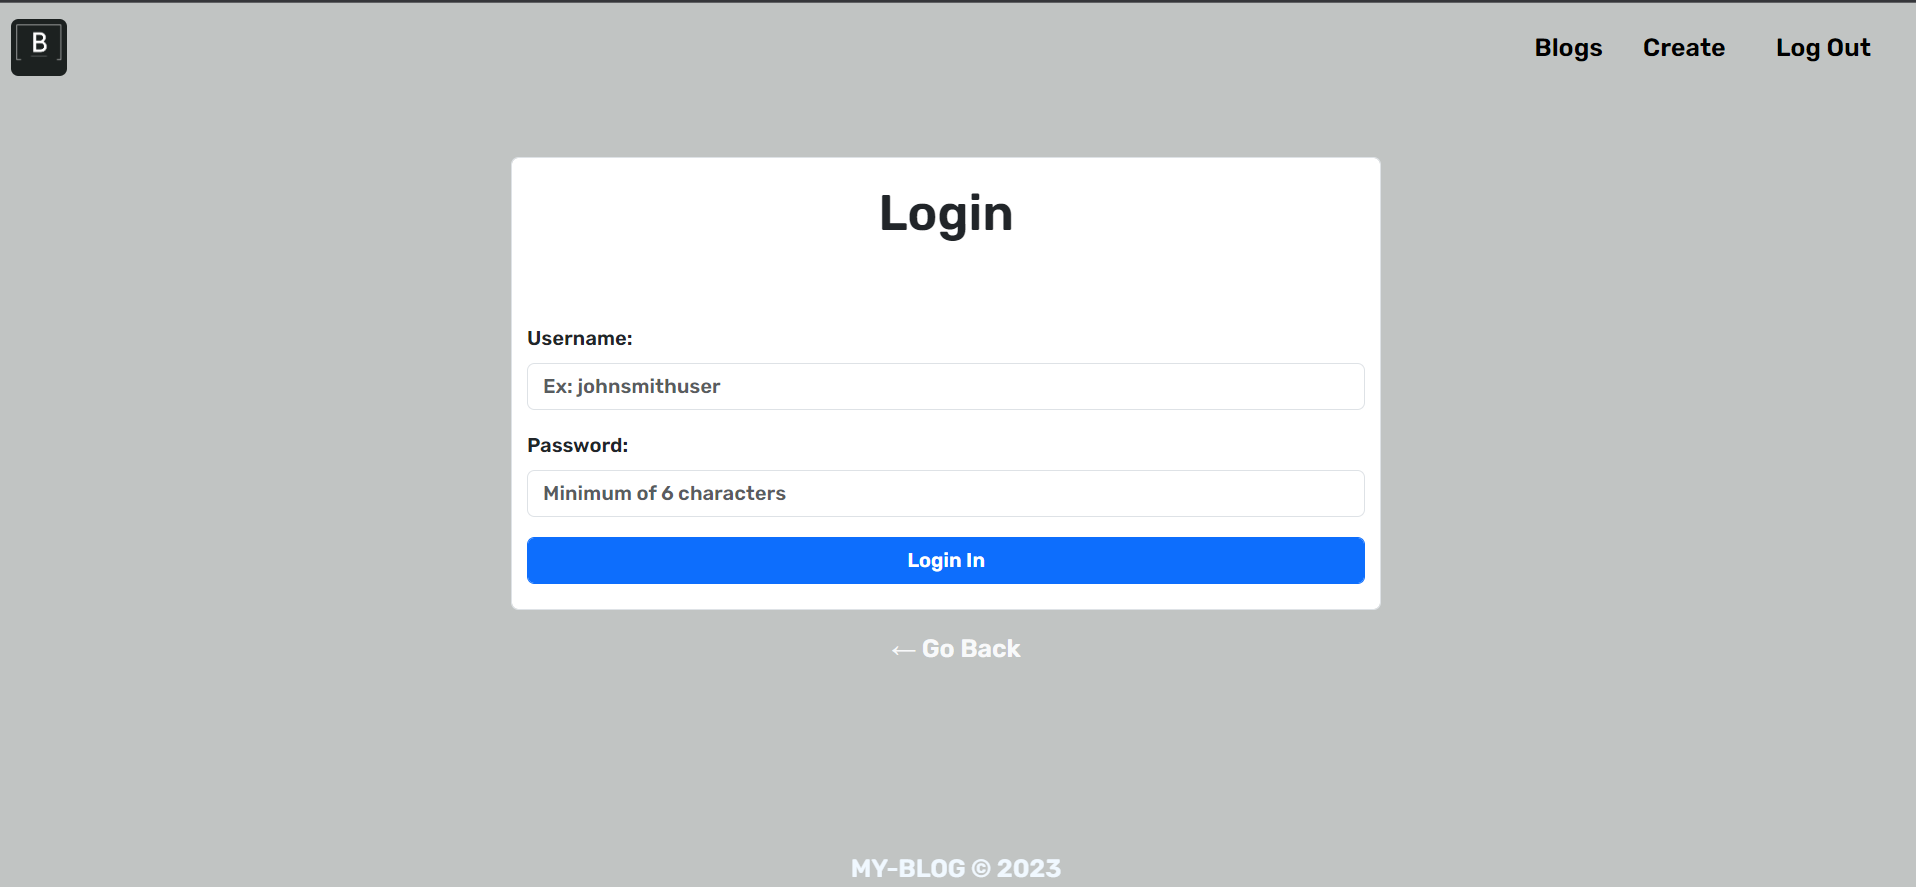 B
Blogs Create Log Out
Login
Username:
Ex: johnsmithuser
Password:
Minimum of 6 characters
Login In
← Go Back
MY-BLOG © 2023